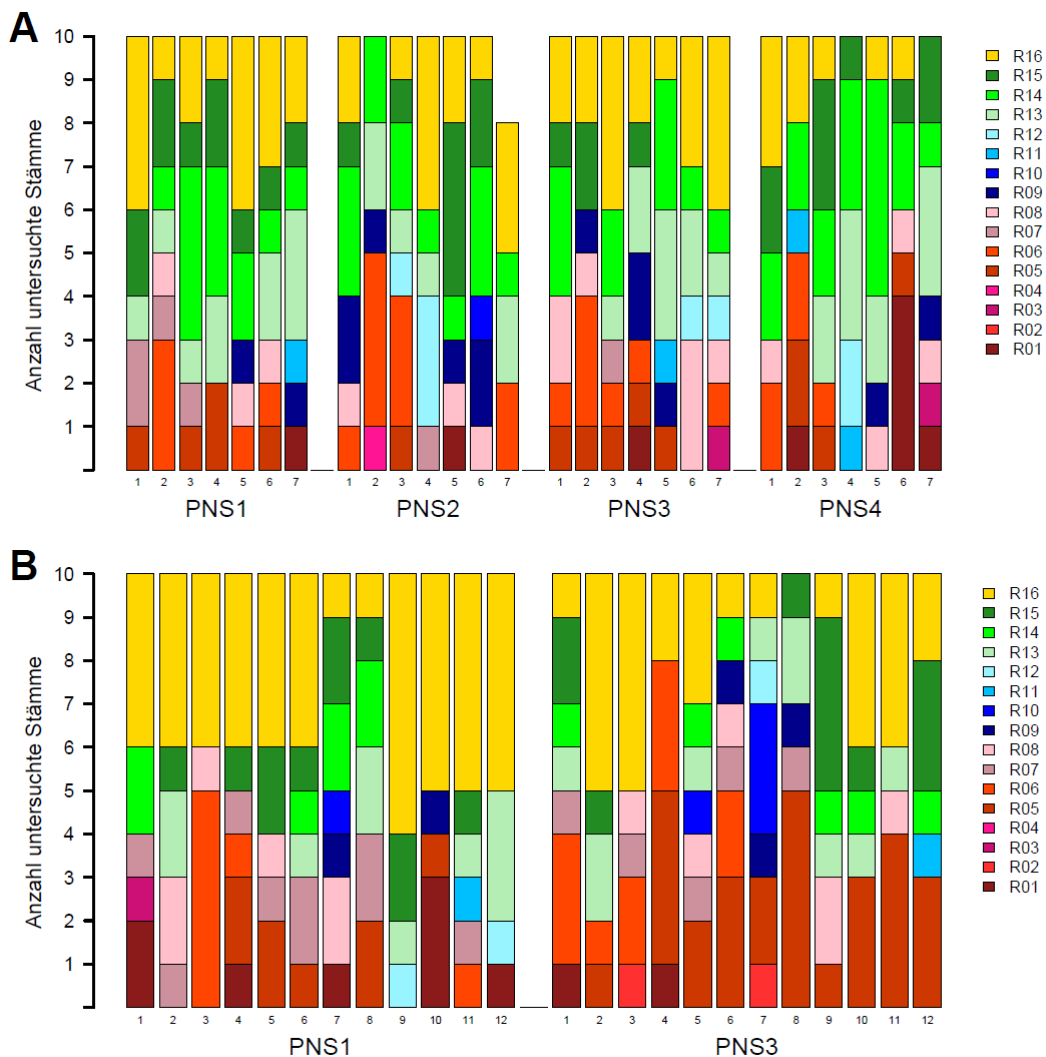 A
Anzahl untersuchte Stämme
10
9
8
7
6
5
4
3
2
1
1 2 3 4 5 6 7
1 2 3 4 5 6 7
1 2 3 4 5 6 7
1 2 3 4 5 6 7
PNS1 PNS2 PNS3 PNS4
R16
R15
R14
R13
R12
R11
R10
R09
R08
R07
R06
R05
R04
R03
R02
R01
B
Anzahl untersuchte Stämme
10
9
8
7
6
5
4
3
2
1
1 2 3 4 5 6 7 8 9 10 11 12
1 2 3 4 5 6 7 8 9 10 11 12
PNS1 PNS3
R16
R15
R14
R13
R12
R11
R10
R09
R08
R07
R06
R05
R04
R03
R02
R01